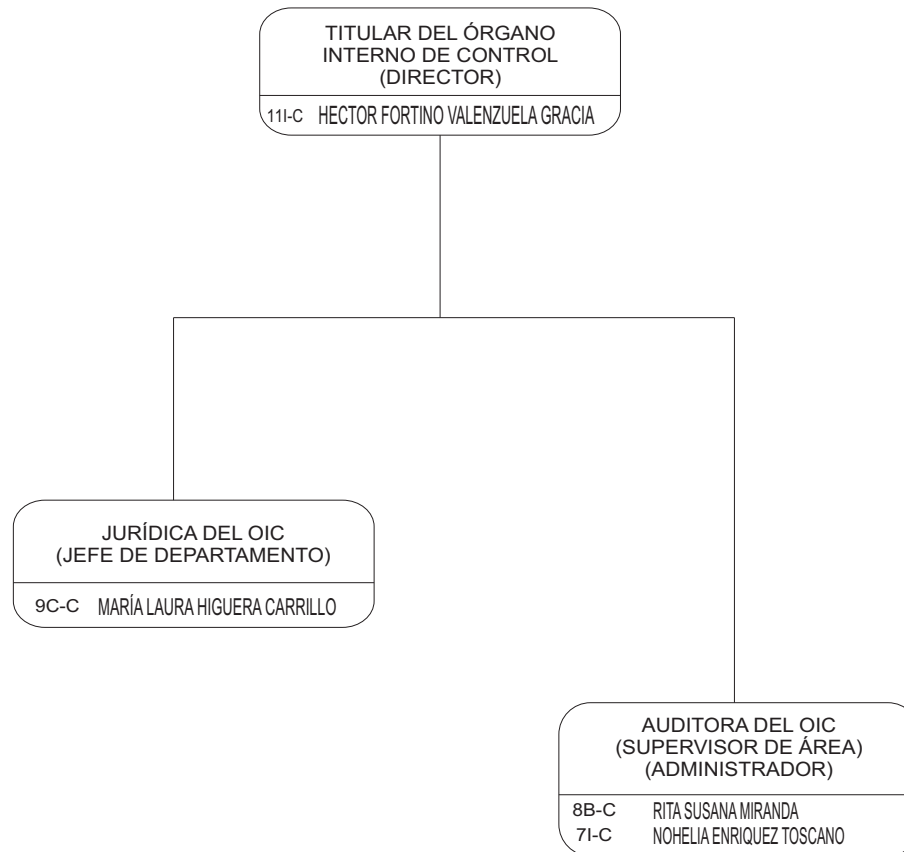 TITULAR DEL ÓRGANO
INTERNO DE CONTROL
(DIRECTOR)
11I-C HECTOR FORTINO VALENZUELA GRACIA
JURÍDICA DEL OIC
(JEFE DE DEPARTAMENTO)
9C-C MARÍA LAURA HIGUERA CARRILLO
AUDITORA DEL OIC
(SUPERVISOR DE ÁREA)
(ADMINISTRADOR)
8B-C RITA SUSANA MIRANDA
7I-C NOHELIA ENRIQUEZ TOSCANO